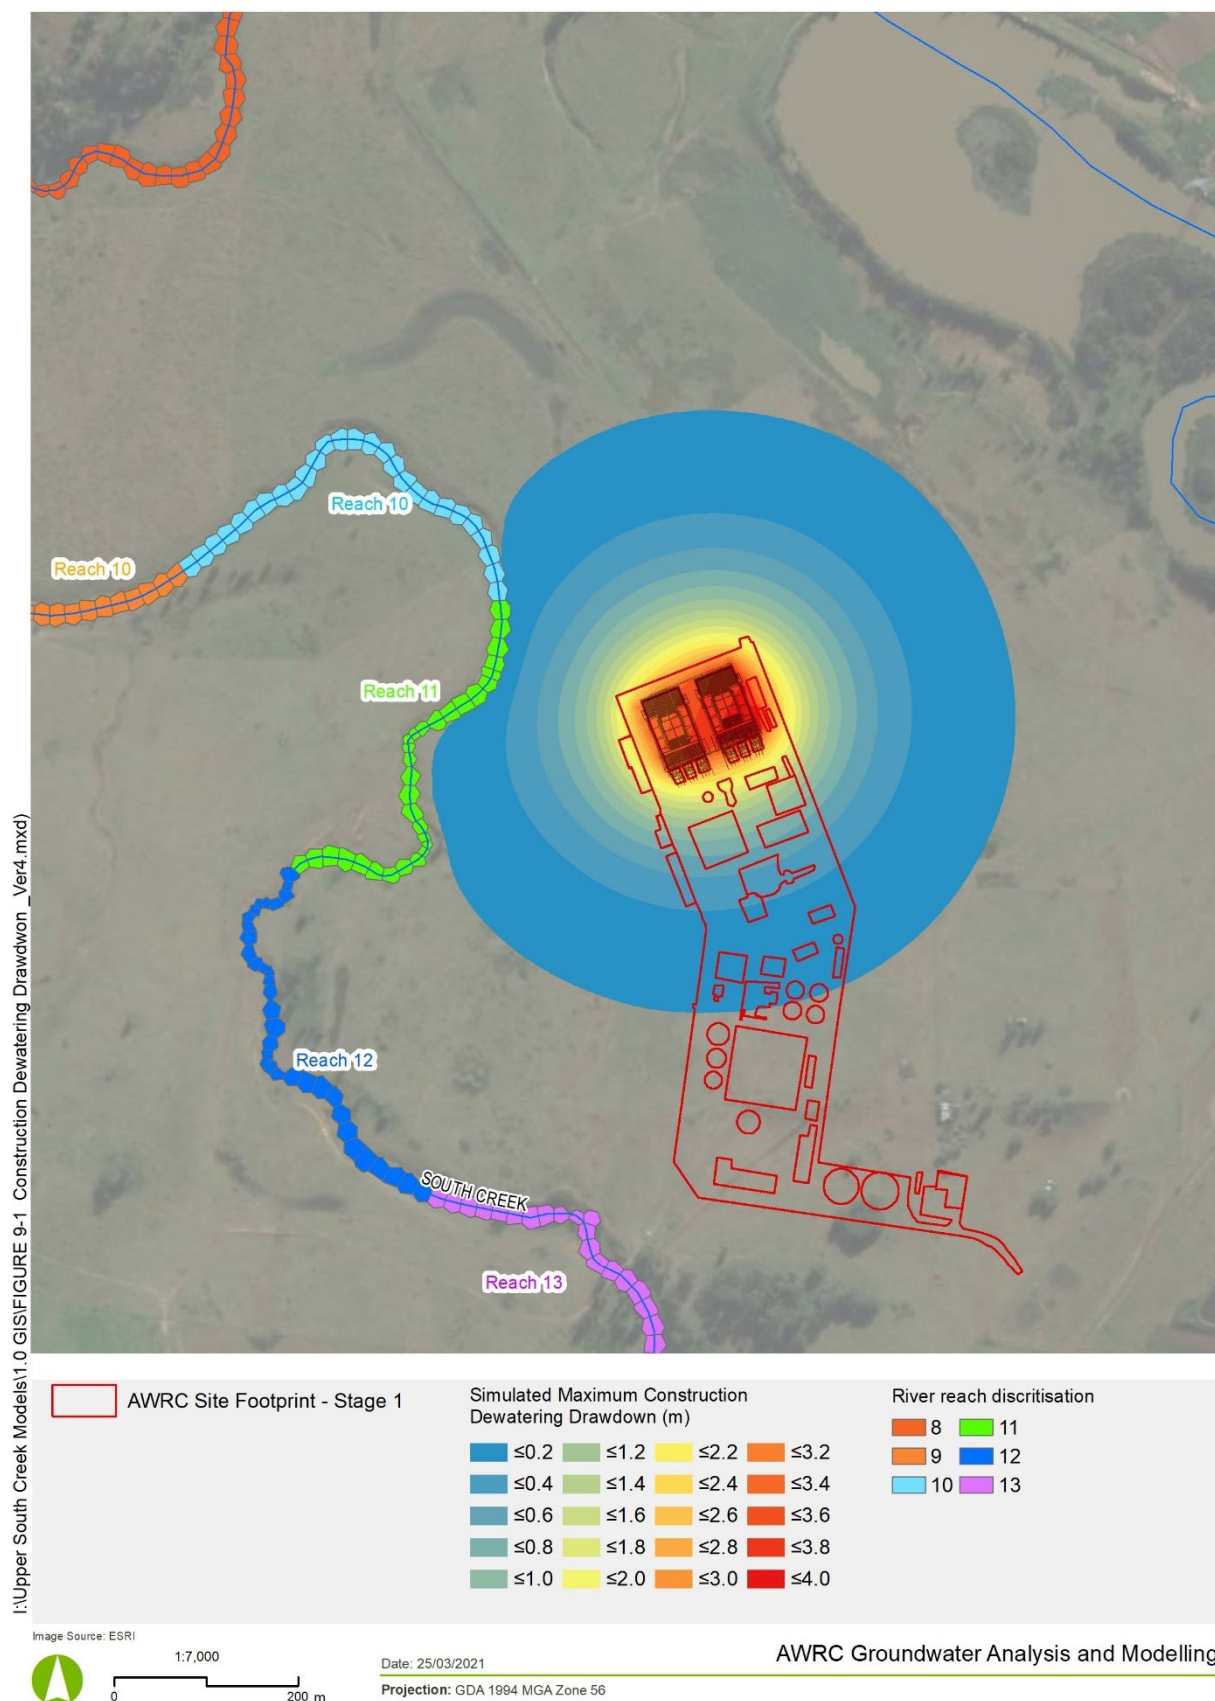 I:\Upper South Creek Models\1.0 GIS\FIGURE 9-1 Construction Dewatering Drawdwon _Ver4.mxd)
Reach 10
Reach 10
Reach 11
Reach 12
SOUTH CREEK
Reach 13
AWRC Site Footprint - Stage 1
Simulated Maximum Construction
Dewatering Drawdown (m)
≤0.2 ≤1.2 ≤2.2 ≤3.2
≤0.4 ≤1.4 ≤2.4 ≤3.4
≤0.6 ≤1.6 ≤2.6 ≤3.6
≤0.8 ≤1.8 ≤2.8 ≤3.8
≤1.0 ≤2.0 ≤3.0 ≤4.0
River reach discritisation
8 11
9 12
10 13
Image Source: ESRI
1:7,000
0 200 m
Date: 25/03/2021
Projection: GDA 1994 MGA Zone 56
AWRC Groundwater Analysis and Modelling